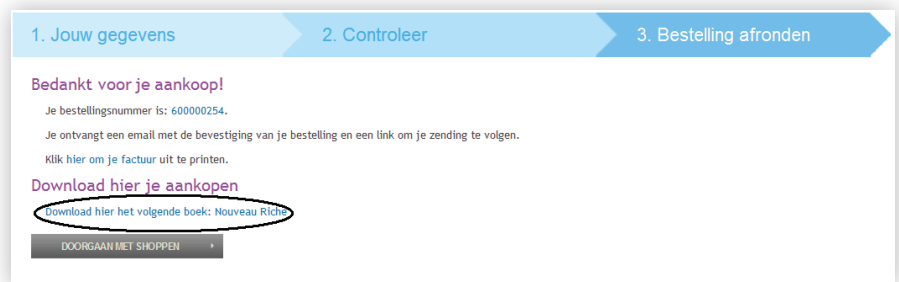 1. Jouw gegevens 2. Controleer 3. Bestelling afronden
Bedankt voor je aankoop!
Je bestellingsnummer is: 600000254.
Je ontvangt een email met de bevestiging van je bestelling en een link om je zending te volgen.
Klik hier om je factuur uit te printen.
Download hier je aankopen
Download hier het volgende boek: Nouveau Riche
DOORGAAN MET SHOPPEN